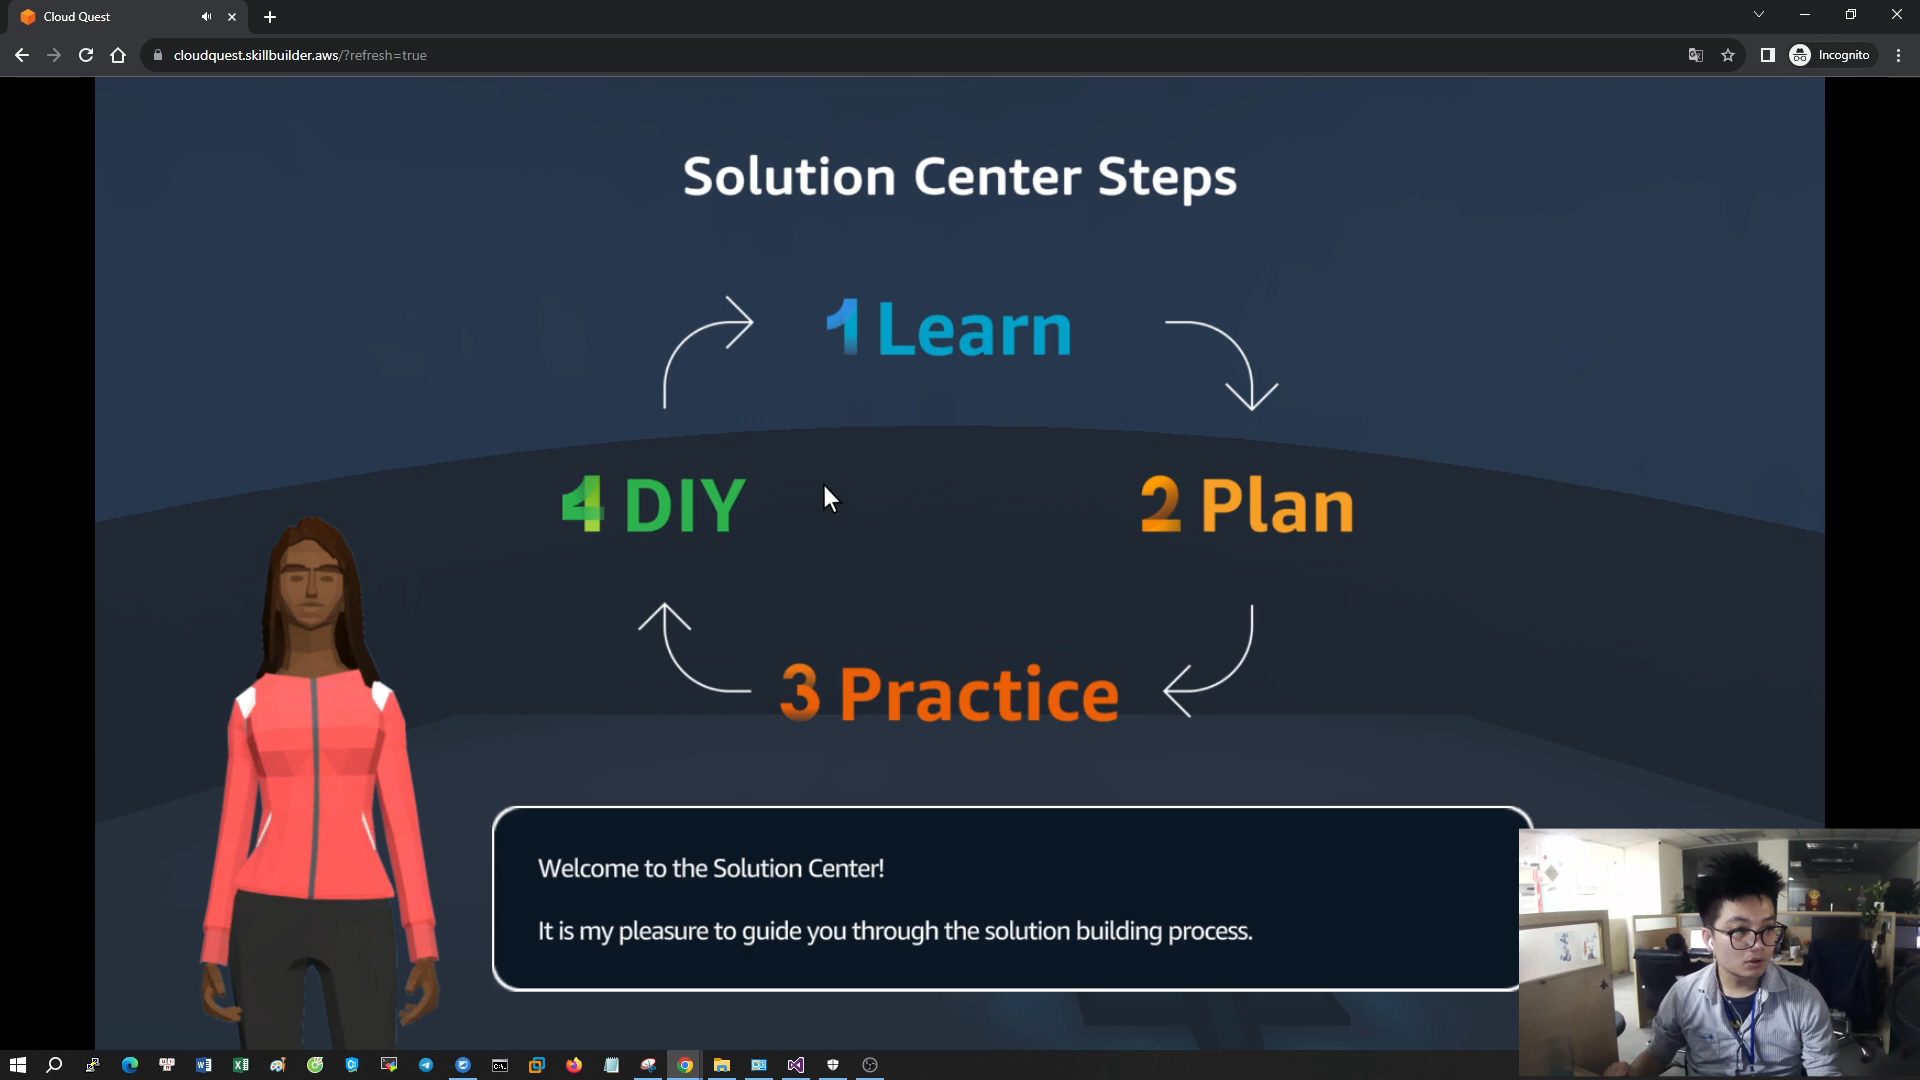 Cloud Quest
cloudquest.skillbuilder.aws/?refresh=true
Incognito
Solution Center Steps
1 Learn
4 DIY
2 Plan
3 Practice
Welcome to the Solution Center!
It is my pleasure to guide you through the solution building process.